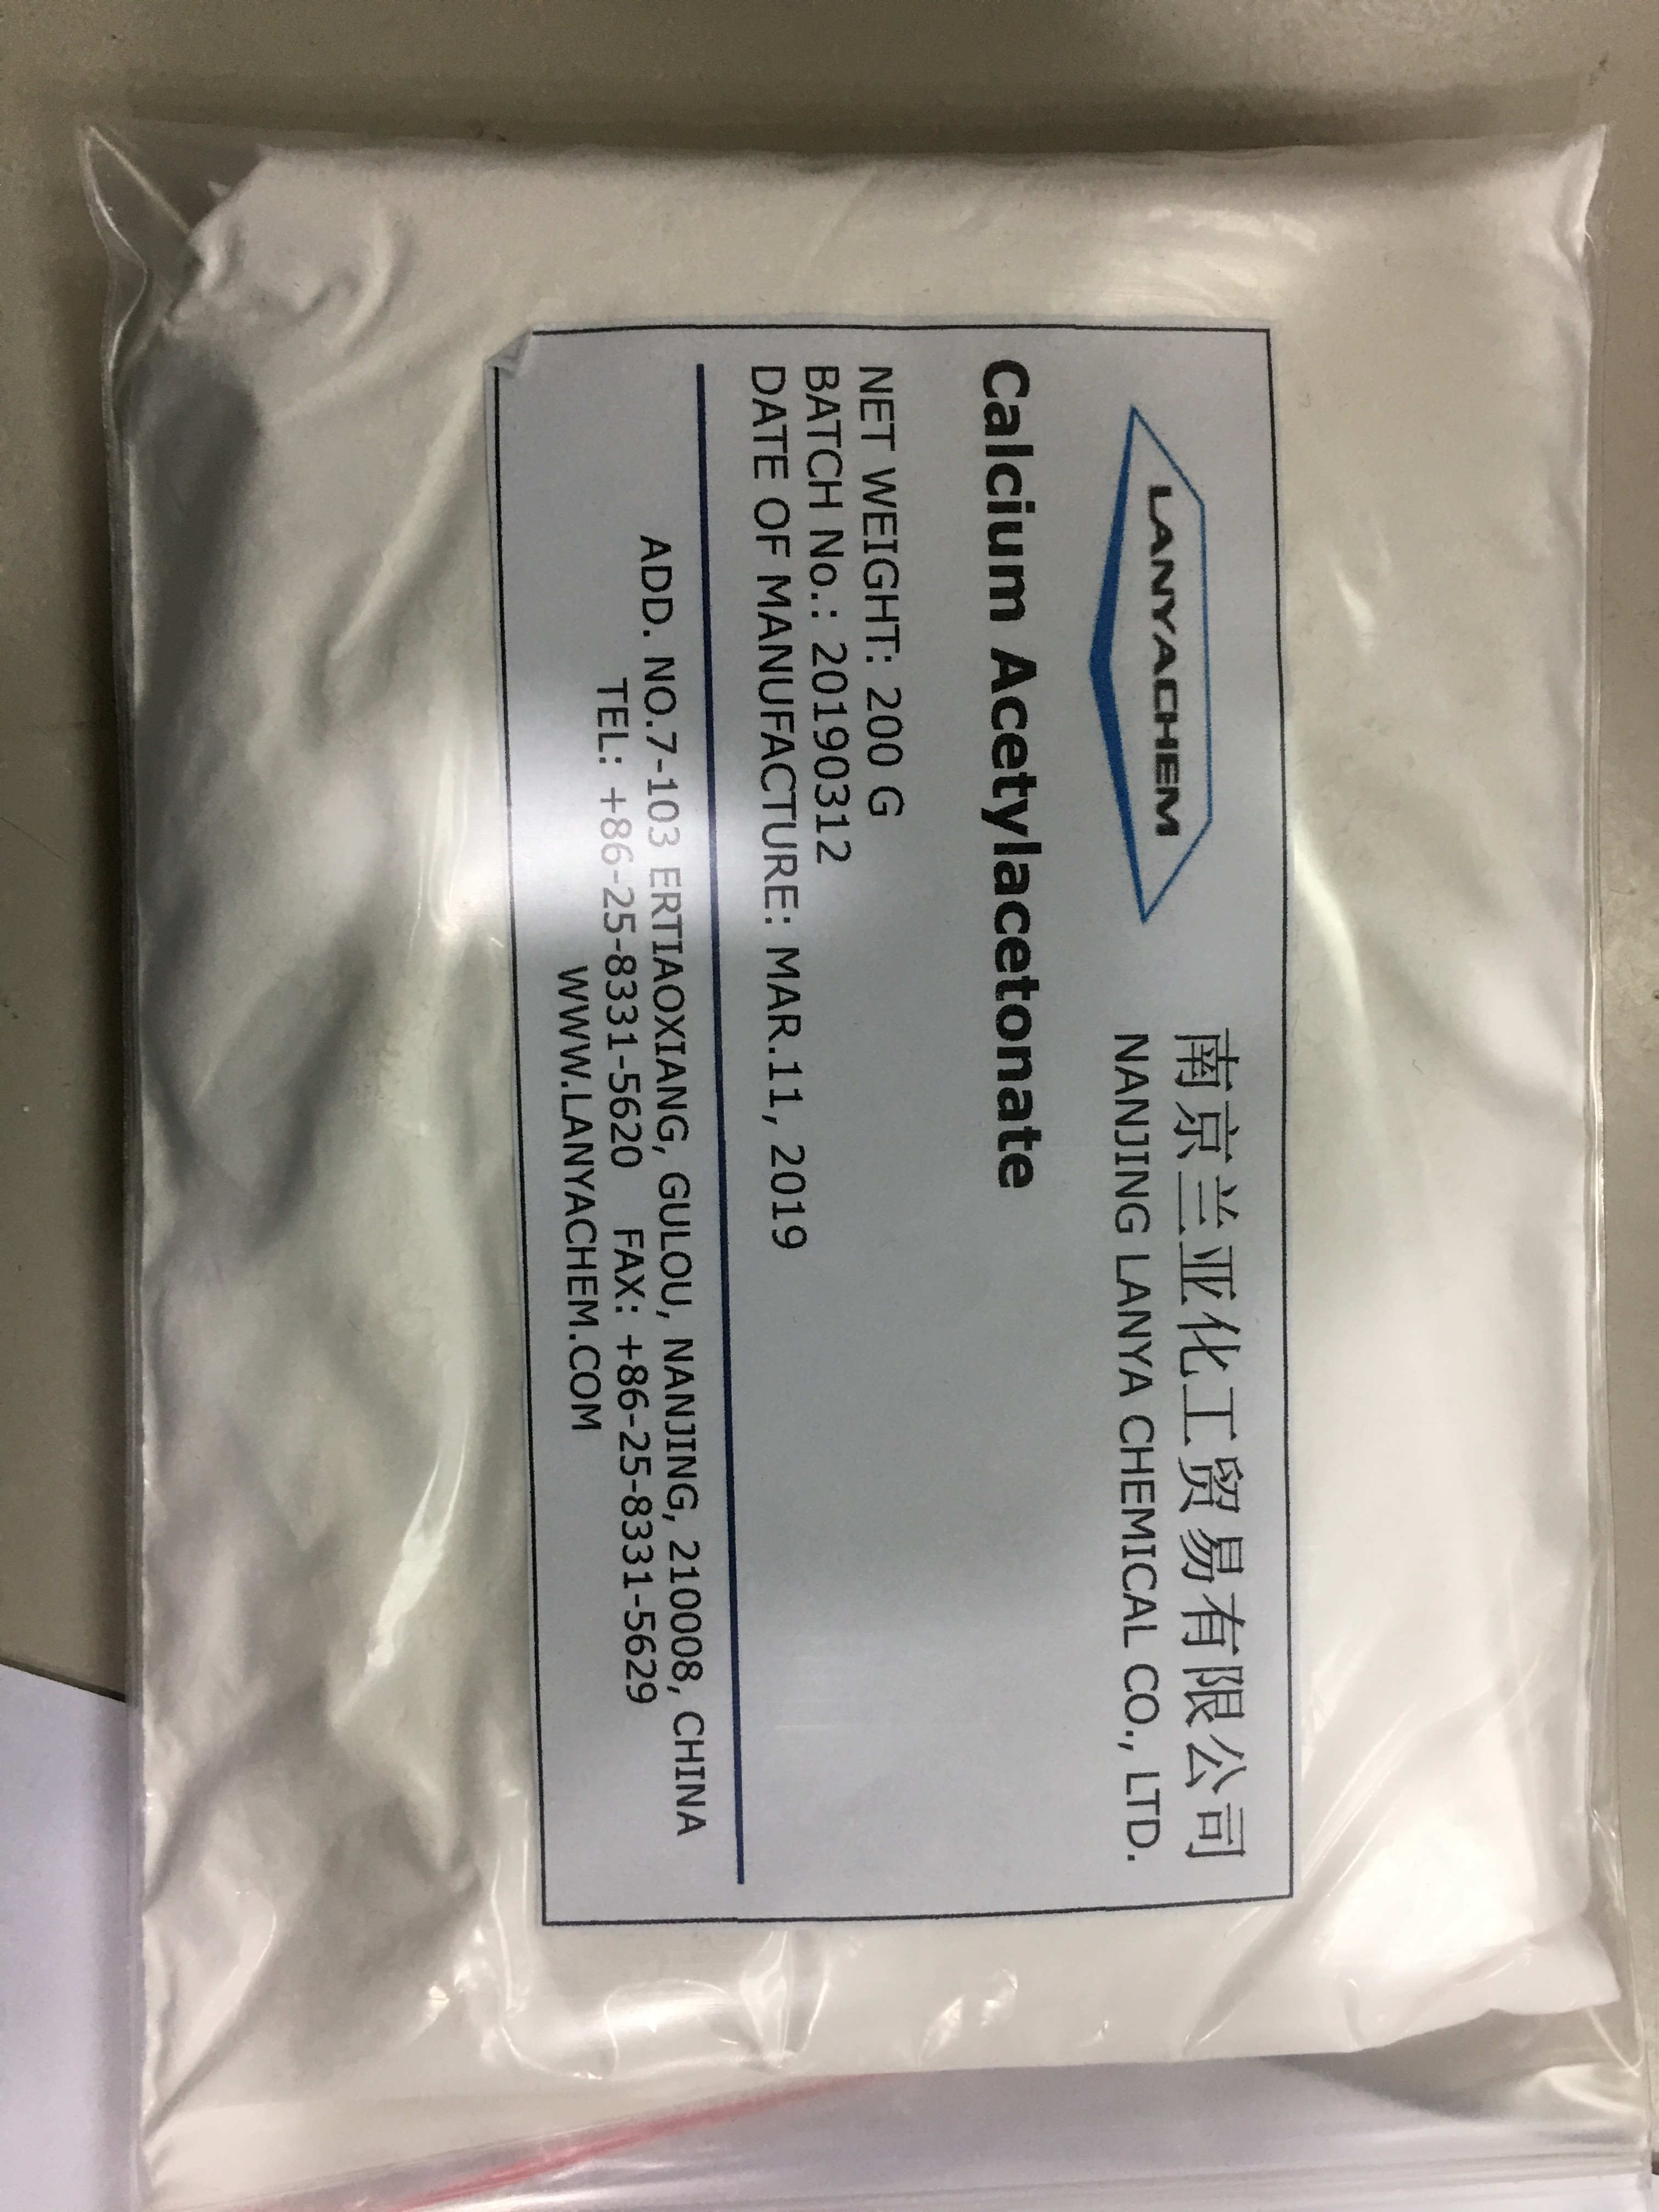 LANYACHEM
南京兰亚化工贸易有限公司
NANJING LANYA CHEMICAL CO., LTD.
Calcium Acetylacetonate
NET WEIGHT: 200 G
BATCH No.: 20190312
DATE OF MANUFACTURE: MAR.11, 2019
ADD. NO.7-103 ERTIAOXIANG, GULOU, NANJING, 210008, CHINA
TEL: +86-25-8331-5620 FAX: +86-25-8331-5629
WWW.LANYACHEM.COM